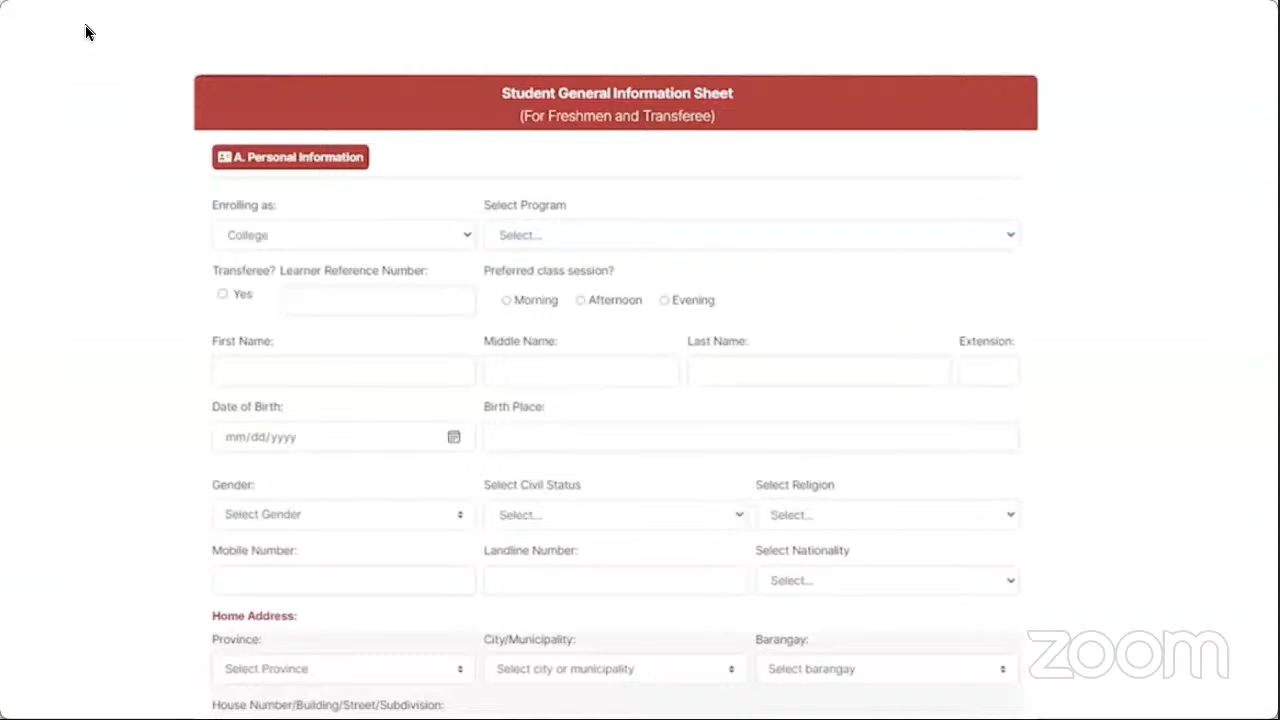 Student General Information Sheet
(For Freshmen and Transferee)
A. Personal Information
Enrolling as: Select Program
College Select...
Transferee? Learner Reference Number: Preferred class session?
Yes Morning Afternoon Evening
First Name: Middle Name: Last Name: Extension:
Date of Birth: Birth Place:
mm/dd/yyyy
Gender: Select Civil Status Select Religion
Select Gender Select... Select...
Mobile Number: Landline Number: Select Nationality
Select...
Home Address:
Province: City/Municipality: Barangay:
Select Province Select city or municipality Select barangay
House Number/Building/Street/Subdivision:
zoom